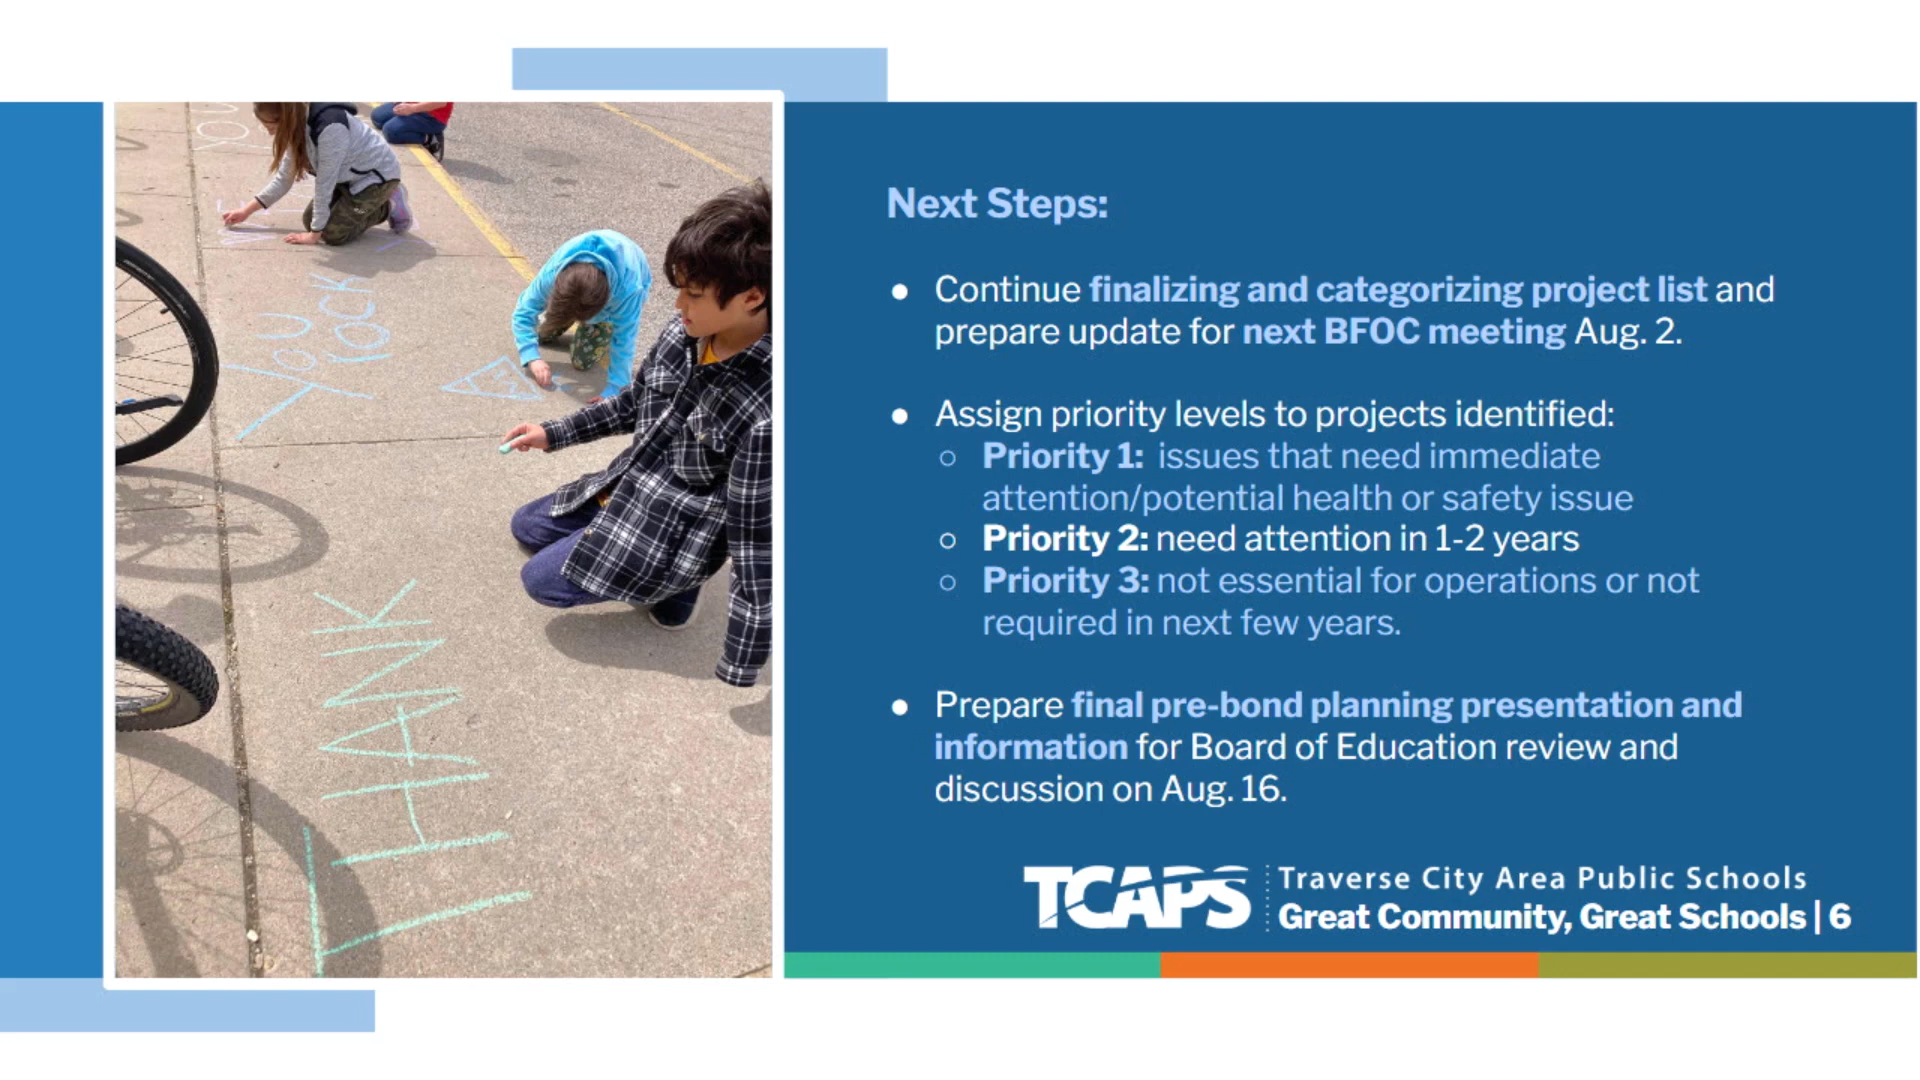 YOU
YOU
ROCK
THANK
Next Steps:
● Continue finalizing and categorizing project list and
prepare update for next BFOC meeting Aug. 2.
● Assign priority levels to projects identified:
○ Priority 1: issues that need immediate
attention/potential health or safety issue
○ Priority 2: need attention in 1-2 years
○ Priority 3: not essential for operations or not
required in next few years.
● Prepare final pre-bond planning presentation and
information for Board of Education review and
discussion on Aug. 16.
TCAPS
Traverse City Area Public Schools
Great Community, Great Schools | 6